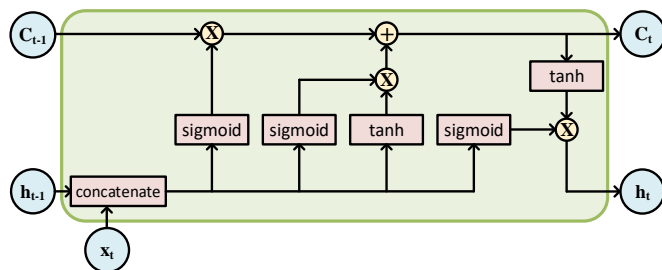 C_{t-1}
X
+
C_t
X
tanh
sigmoid
sigmoid
tanh
sigmoid
X
h_{t-1}
concatenate
h_t
x_t